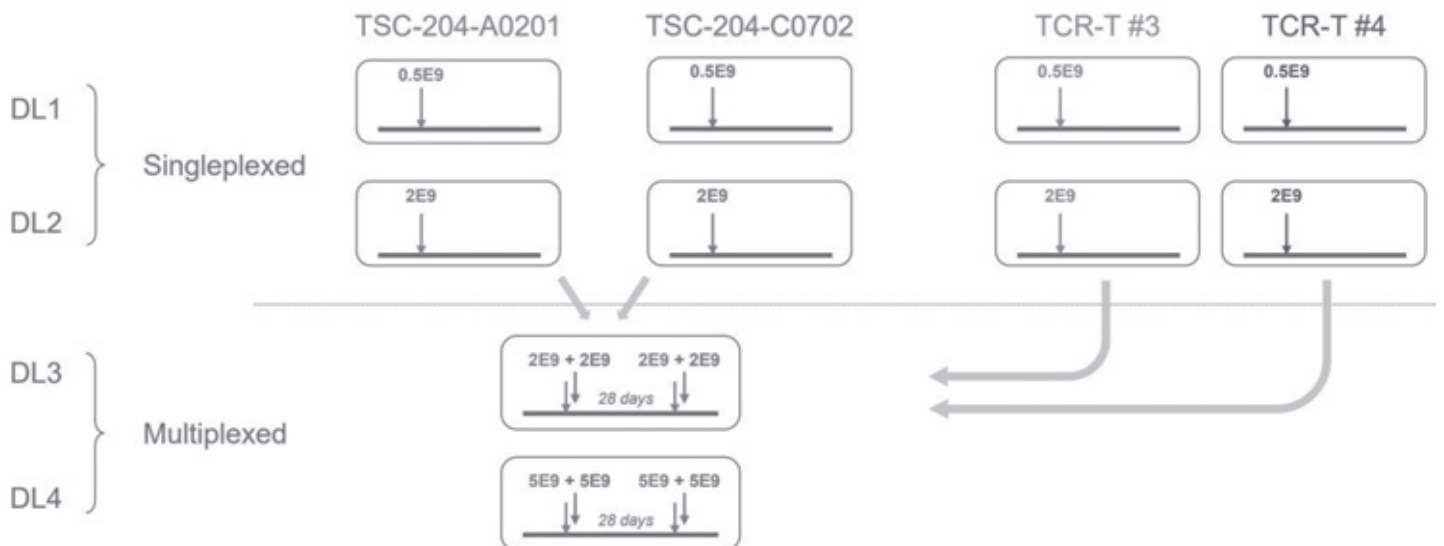 TSC-204-A0201 TSC-204-C0702 TCR-T #3 TCR-T #4
DL1 0.5E9 0.5E9 0.5E9 0.5E9
Singleplexed
DL2 2E9 2E9 2E9 2E9
DL3 2E9 + 2E9 2E9 + 2E9
28 days
Multiplexed
DL4 5E9 + 5E9 5E9 + 5E9
28 days